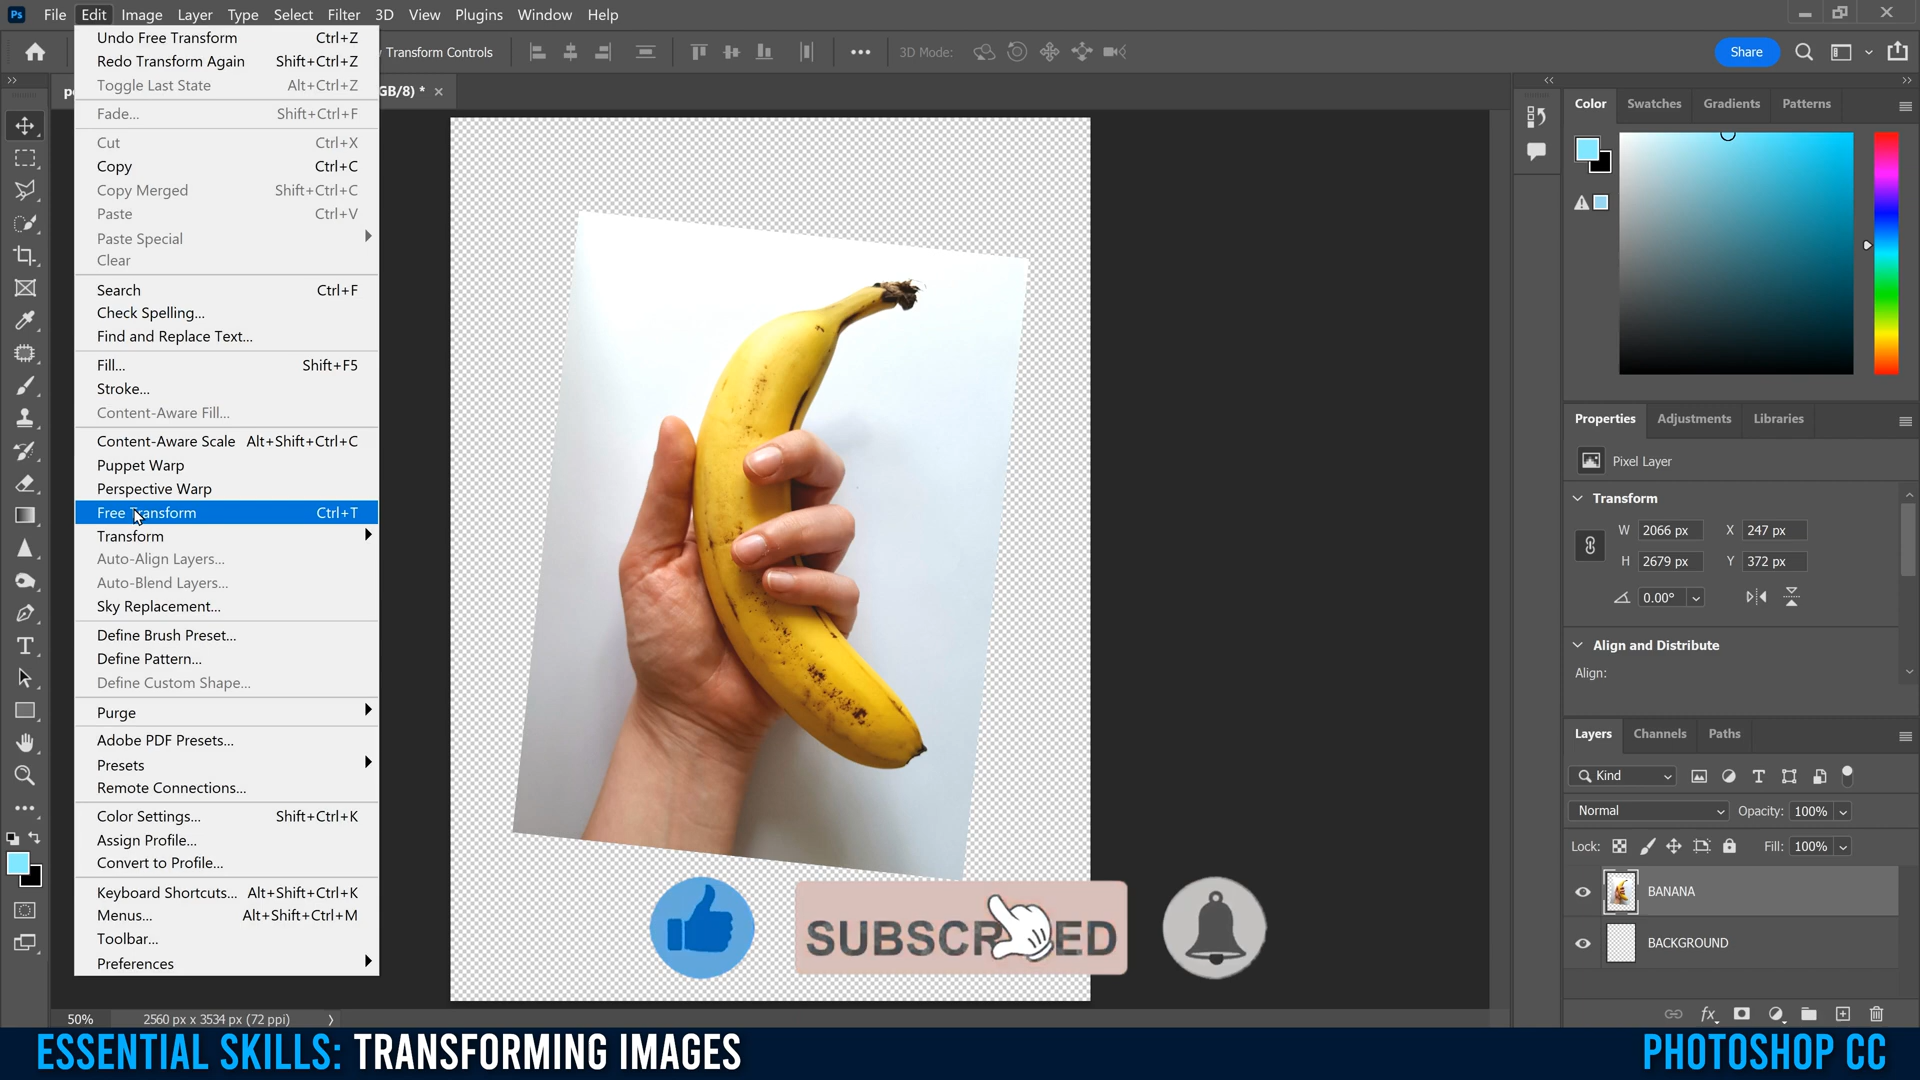 Ps File Edit Image Layer Type Select Filter 3D View Plugins Window Help
Transform Controls 3D Mode: Share
GB/8) * ×
Undo Free Transform Ctrl+Z
Redo Transform Again Shift+Ctrl+Z
Toggle Last State Alt+Ctrl+Z
Fade... Shift+Ctrl+F
Cut Ctrl+X
Copy Ctrl+C
Copy Merged Shift+Ctrl+C
Paste Ctrl+V
Paste Special
Clear
Search Ctrl+F
Check Spelling...
Find and Replace Text...
Fill... Shift+F5
Stroke...
Content-Aware Fill...
Content-Aware Scale Alt+Shift+Ctrl+C
Puppet Warp
Perspective Warp
Free Transform Ctrl+T
Transform
Auto-Align Layers...
Auto-Blend Layers...
Sky Replacement...
Define Brush Preset...
Define Pattern...
Define Custom Shape...
Purge
Adobe PDF Presets...
Presets
Remote Connections...
Color Settings... Shift+Ctrl+K
Assign Profile...
Convert to Profile...
Keyboard Shortcuts... Alt+Shift+Ctrl+K
Menus... Alt+Shift+Ctrl+M
Toolbar...
Preferences
Color Swatches Gradients Patterns
Properties Adjustments Libraries
Pixel Layer
Transform
W 2066 px X 247 px
H 2679 px Y 372 px
0.00°
Align and Distribute
Align:
Layers Channels Paths
Kind
Normal Opacity: 100%
Lock: Fill: 100%
BANANA
BACKGROUND
50% 2560 px x 3534 px (72 ppi)
ESSENTIAL SKILLS: TRANSFORMING IMAGES
PHOTOSHOP CC